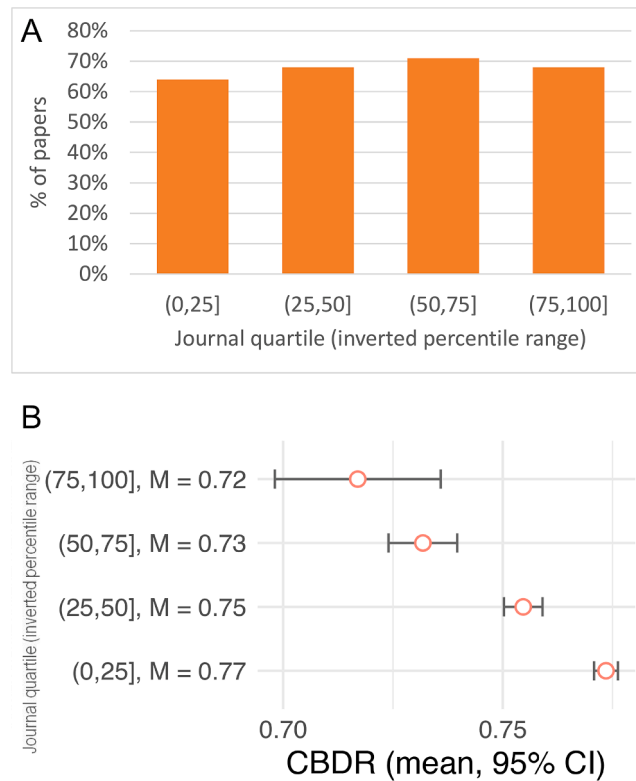 A
80%
70%
60%
50%
40%
30%
20%
10%
0%
% of papers
(0,25] (25,50] (50,75] (75,100]
Journal quartile (inverted percentile range)
B
Journal quartile (inverted percentile range)
(75,100], M = 0.72
(50,75], M = 0.73
(25,50], M = 0.75
(0,25], M = 0.77
0.70 0.75
CBDR (mean, 95% CI)